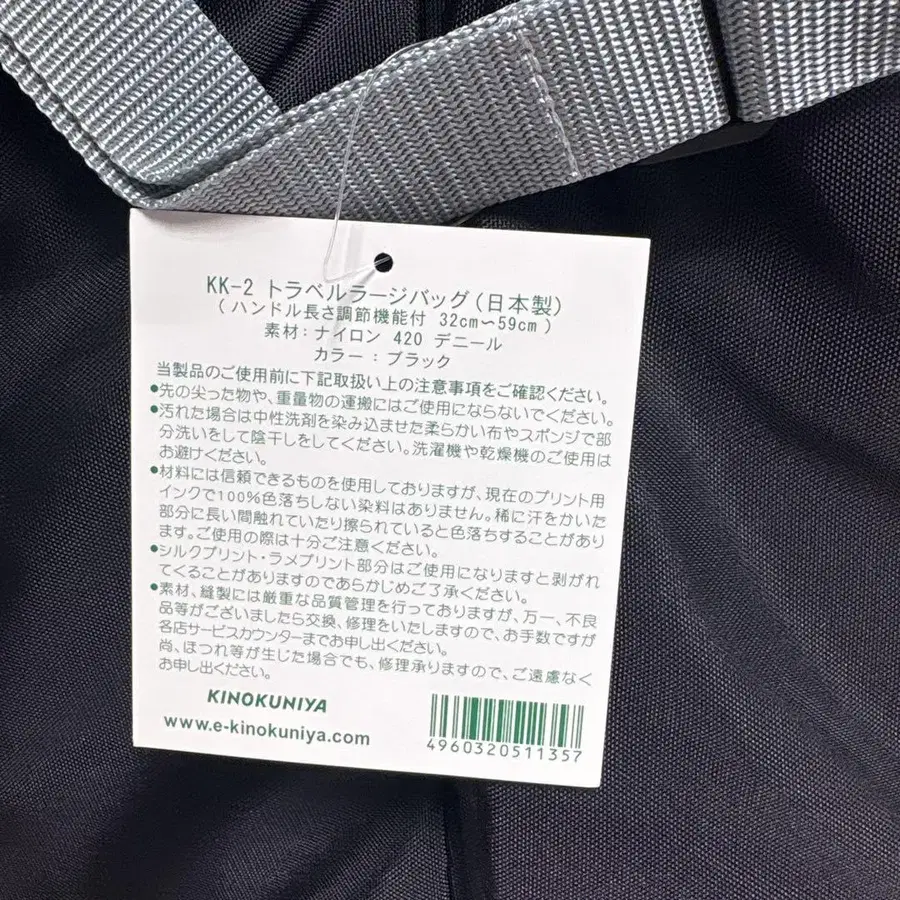 KK-2 トラベルラージバッグ(日本製)
(ハンドル長さ調節機能付 32cm〜59cm)
素材:ナイロン 420 デニール
カラー:ブラック
当製品のご使用前に下記取扱い上の注意事項をご確認ください。
●先の尖った物や、重量物の運搬にはご使用にならないでください。
●汚れた場合は中性洗剤を染み込ませた柔らかい布やスポンジで部
分洗いをして陰干しをしてください。洗濯機や乾燥機のご使用は
お避けください。
●材料には信頼できるものを使用しておりますが、現在のプリント用
インクで100%色落ちしない染料はありません。稀に汗をかいた
部分に長い間触れていたり擦られていると色落ちすることがあり
ます。ご使用の際は十分ご注意ください。
●シルクプリント・ラメプリント部分はご使用になりますと剥がれ
てくることがありますのであらかじめご了承ください。
●素材、縫製には厳重な品質管理を行っておりますが、万一、不良
品等がございましたら交換、修理をいたしますので、お手数ですが
各店サービスカウンターまでお申し出ください。
尚、ほつれ等が生じた場合でも、修理承りますので、ご遠慮なく
お申し出ください。
KINOKUNIYA
www.e-kinokuniya.com
4960320511357